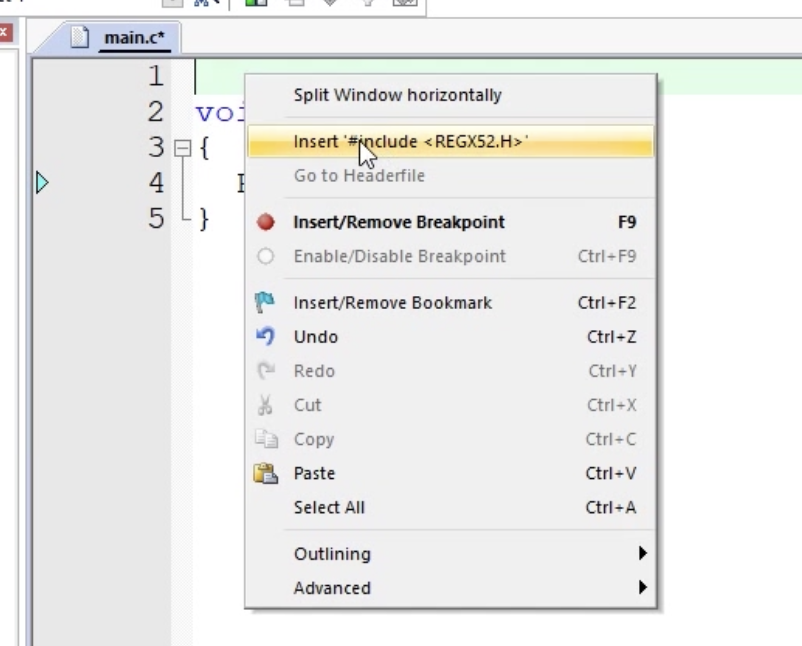 main.c*
1
2 voi
3 {
4
5 }
Split Window horizontally
Insert '#include <REGX52.H>'
Go to Headerfile
Insert/Remove Breakpoint F9
Enable/Disable Breakpoint Ctrl+F9
Insert/Remove Bookmark Ctrl+F2
Undo Ctrl+Z
Redo Ctrl+Y
Cut Ctrl+X
Copy Ctrl+C
Paste Ctrl+V
Select All Ctrl+A
Outlining
Advanced